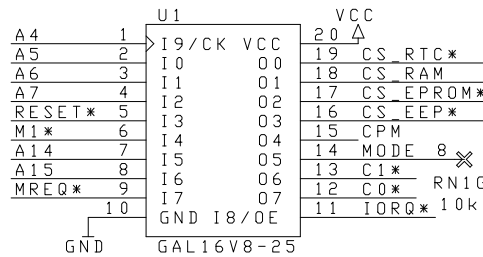 U1 VCC
A4 1 I9/CK VCC 20
A5 2 I0 O0 19 CS_RTC*
A6 3 I1 O1 18 CS_RAM
A7 4 I2 O2 17 CS_EPROM*
RESET* 5 I3 O3 16 CS_EEP*
M1* 6 I4 O4 15 CPM
A14 7 I5 O5 14 MODE 8
A15 8 I6 O6 13 C1* RN1G
MREQ* 9 I7 O7 12 C0* 10k
10 GND I8/OE 11 IORQ*
GND GAL16V8-25